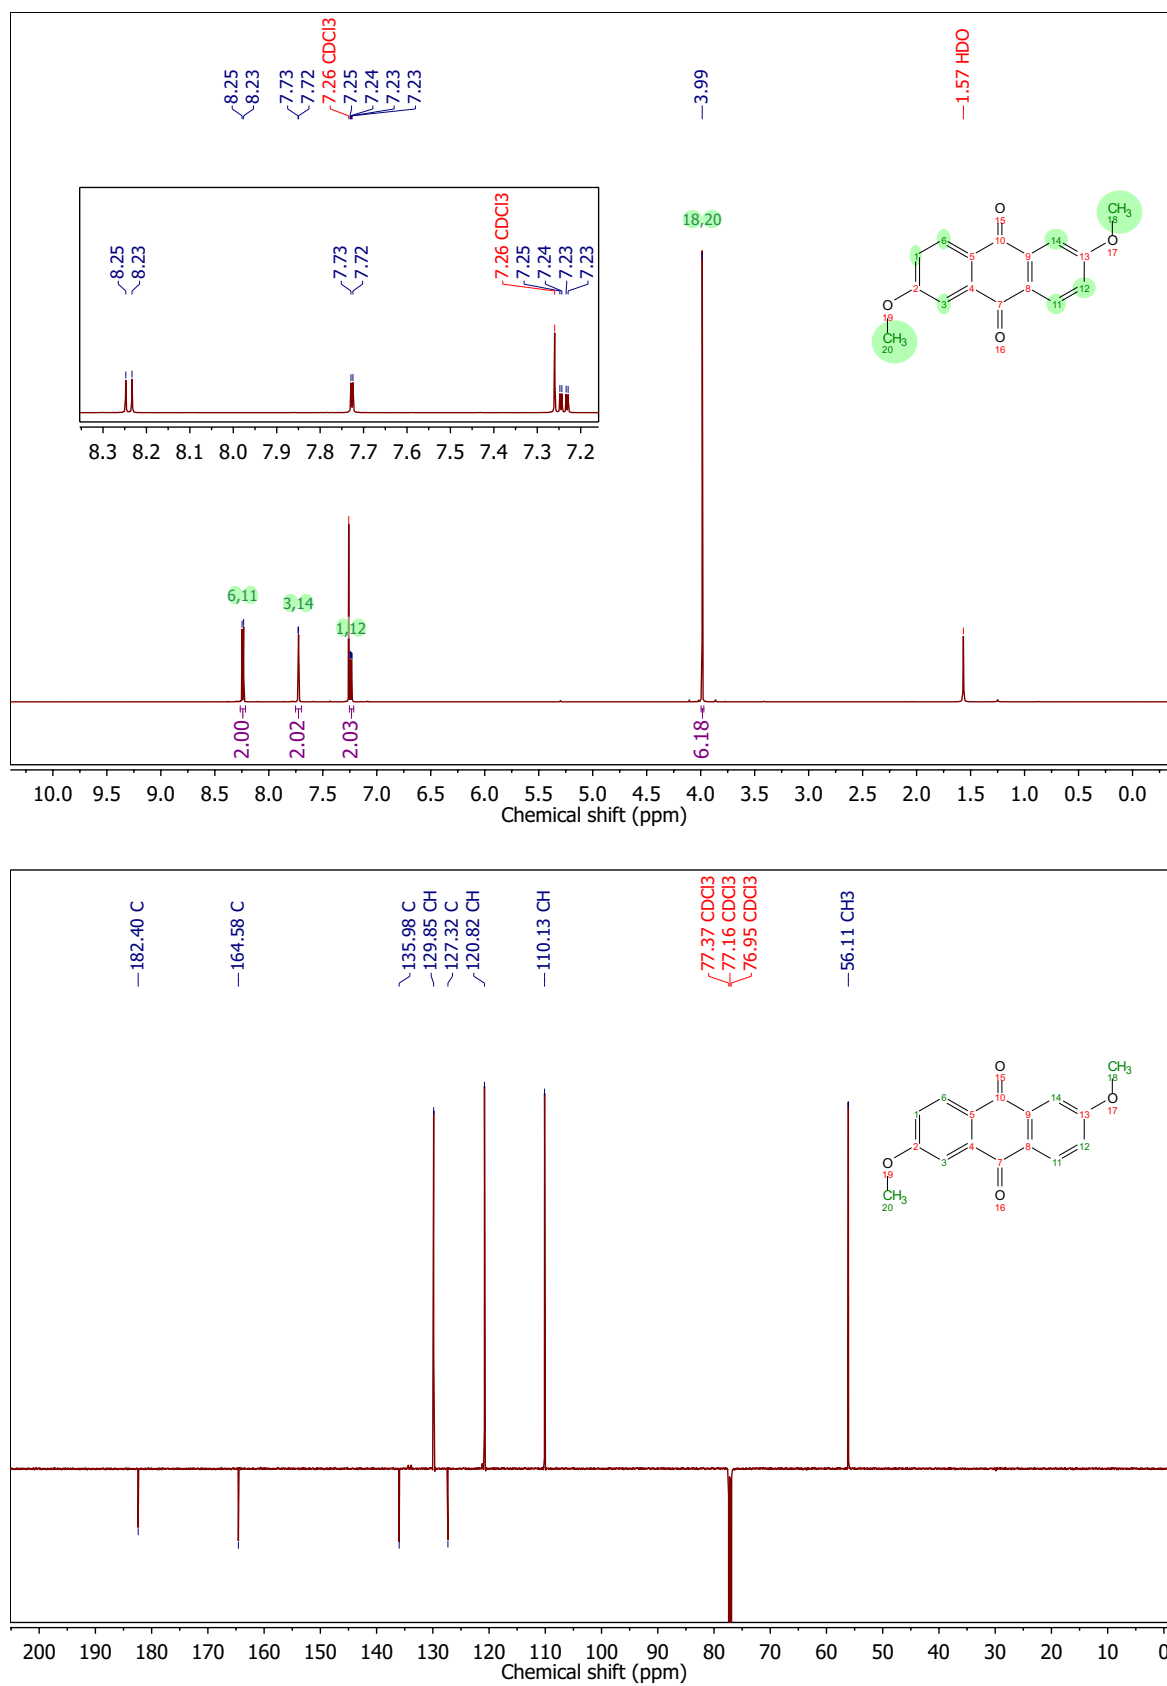 8.25
8.23
7.73
7.72
7.26 CDCl3
7.25
7.24
7.23
7.23
3.99
1.57 HDO
8.25
8.23
7.73
7.72
7.26 CDCl3
7.25
7.24
7.23
7.23
8.3 8.2 8.1 8.0 7.9 7.8 7.7 7.6 7.5 7.4 7.3 7.2
18,20
CH3
18
O
15
O
17
6
10
14
1
5
9
13
2
4
8
12
3
7
11
O
19
CH3
20
O
16
6,11
3,14
1,12
2.00
2.02
2.03
6.18
10.0 9.5 9.0 8.5 8.0 7.5 7.0 6.5 6.0 5.5 5.0 4.5 4.0 3.5 3.0 2.5 2.0 1.5 1.0 0.5 0.0
Chemical shift (ppm)
182.40 C
164.58 C
135.98 C
129.85 CH
127.32 C
120.82 CH
110.13 CH
77.37 CDCl3
77.16 CDCl3
76.95 CDCl3
56.11 CH3
CH3
18
O
15
O
17
6
10
14
1
5
9
13
2
4
8
12
3
7
11
O
19
CH3
20
O
16
200 190 180 170 160 150 140 130 120 110 100 90 80 70 60 50 40 30 20 10 0
Chemical shift (ppm)